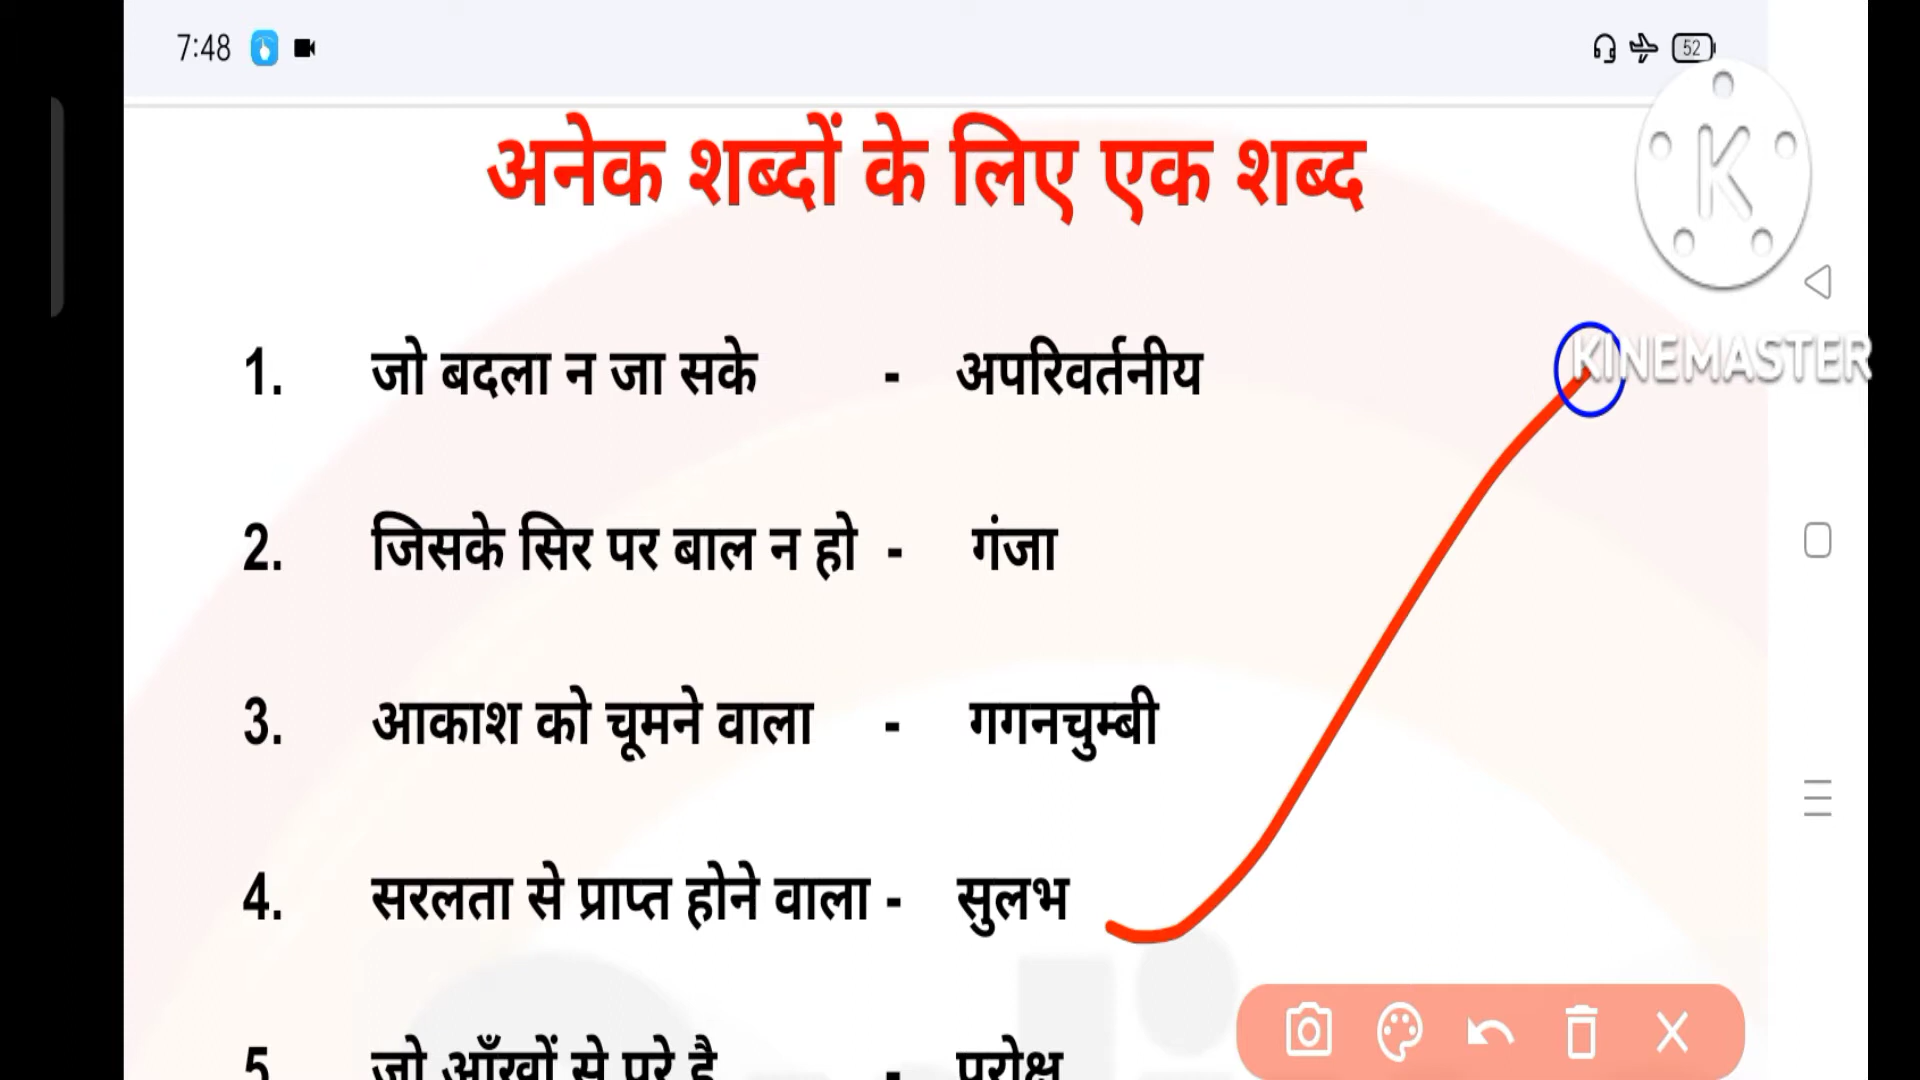 7:48 52
अनेक शब्दों के लिए एक शब्द
K
KINEMASTER
1. जो बदला न जा सके - अपरिवर्तनीय
2. जिसके सिर पर बाल न हो - गंजा
3. आकाश को चूमने वाला - गगनचुम्बी
4. सरलता से प्राप्त होने वाला - सुलभ
5. जो आँखों से परे है - परोक्ष